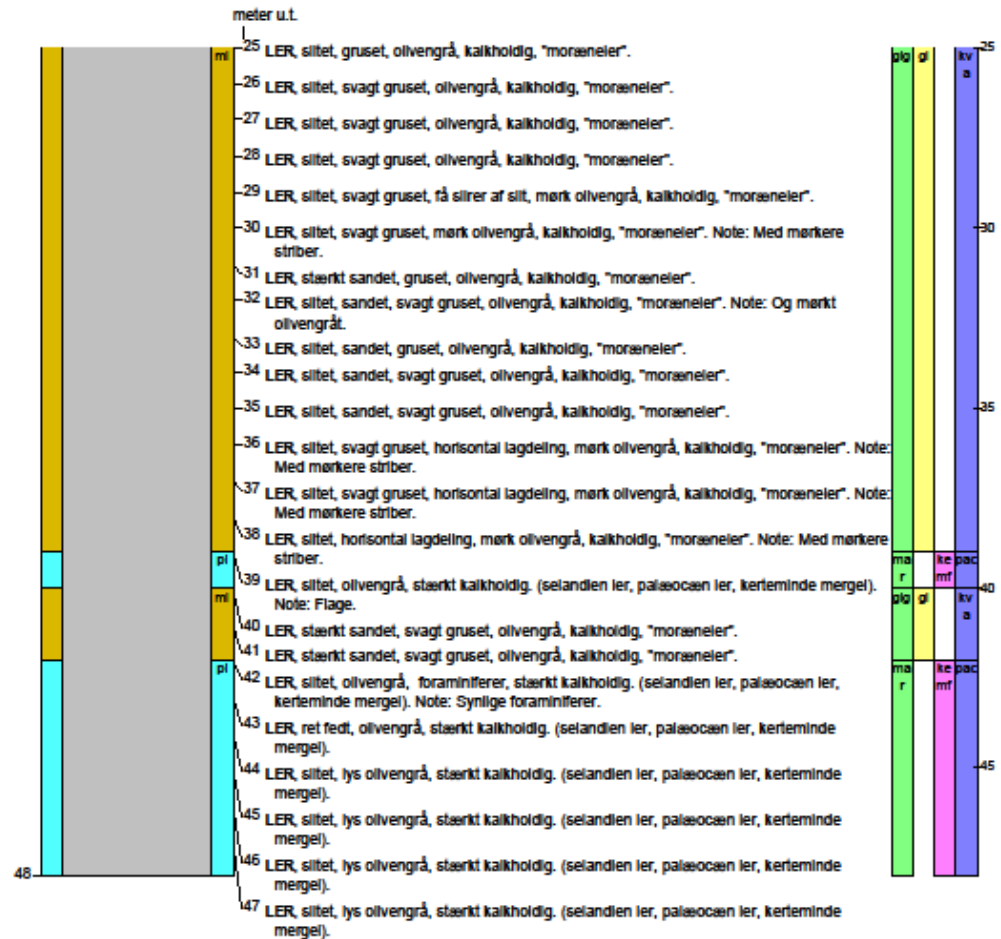 meter u.t.
25 LER, siltet, gruset, olivengrå, kalkholdig, "moræneler".
26 LER, siltet, svagt gruset, olivengrå, kalkholdig, "moræneler".
27 LER, siltet, svagt gruset, olivengrå, kalkholdig, "moræneler".
28 LER, siltet, svagt gruset, olivengrå, kalkholdig, "moræneler".
29 LER, siltet, svagt gruset, få slirer af silt, mørk olivengrå, kalkholdig, "moræneler".
30 LER, siltet, svagt gruset, mørk olivengrå, kalkholdig, "moræneler". Note: Med mørkere
striber.
31 LER, stærkt sandet, gruset, olivengrå, kalkholdig, "moræneler".
32 LER, siltet, sandet, svagt gruset, olivengrå, kalkholdig, "moræneler". Note: Og mørkt
olivengråt.
33 LER, siltet, sandet, gruset, olivengrå, kalkholdig, "moræneler".
34 LER, siltet, sandet, svagt gruset, olivengrå, kalkholdig, "moræneler".
35 LER, siltet, sandet, svagt gruset, olivengrå, kalkholdig, "moræneler".
36 LER, siltet, svagt gruset, horisontal lagdeling, mørk olivengrå, kalkholdig, "moræneler". Note:
Med mørkere striber.
37 LER, siltet, svagt gruset, horisontal lagdeling, mørk olivengrå, kalkholdig, "moræneler". Note:
Med mørkere striber.
38 LER, siltet, horisontal lagdeling, mørk olivengrå, kalkholdig, "moræneler". Note: Med mørkere
striber.
39 LER, siltet, olivengrå, stærkt kalkholdig. (selandien ler, palæocæn ler, kerteminde mergel).
Note: Flage.
40 LER, stærkt sandet, svagt gruset, olivengrå, kalkholdig, "moræneler".
41 LER, stærkt sandet, svagt gruset, olivengrå, kalkholdig, "moræneler".
42 LER, siltet, olivengrå, foraminiferer, stærkt kalkholdig. (selandien ler, palæocæn ler,
kerteminde mergel). Note: Synlige foraminiferer.
43 LER, ret fedt, olivengrå, stærkt kalkholdig. (selandien ler, palæocæn ler, kerteminde
mergel).
44 LER, siltet, lys olivengrå, stærkt kalkholdig. (selandien ler, palæocæn ler, kerteminde
mergel).
45 LER, siltet, lys olivengrå, stærkt kalkholdig. (selandien ler, palæocæn ler, kerteminde
mergel).
46 LER, siltet, lys olivengrå, stærkt kalkholdig. (selandien ler, palæocæn ler, kerteminde
mergel).
47 LER, siltet, lys olivengrå, stærkt kalkholdig. (selandien ler, palæocæn ler, kerteminde
mergel).
48
ml
pl
ml
pl
glg gl kv
a
ma ke pac
r mf
glg gl kv
a
ma ke pac
r mf
25
30
35
40
45